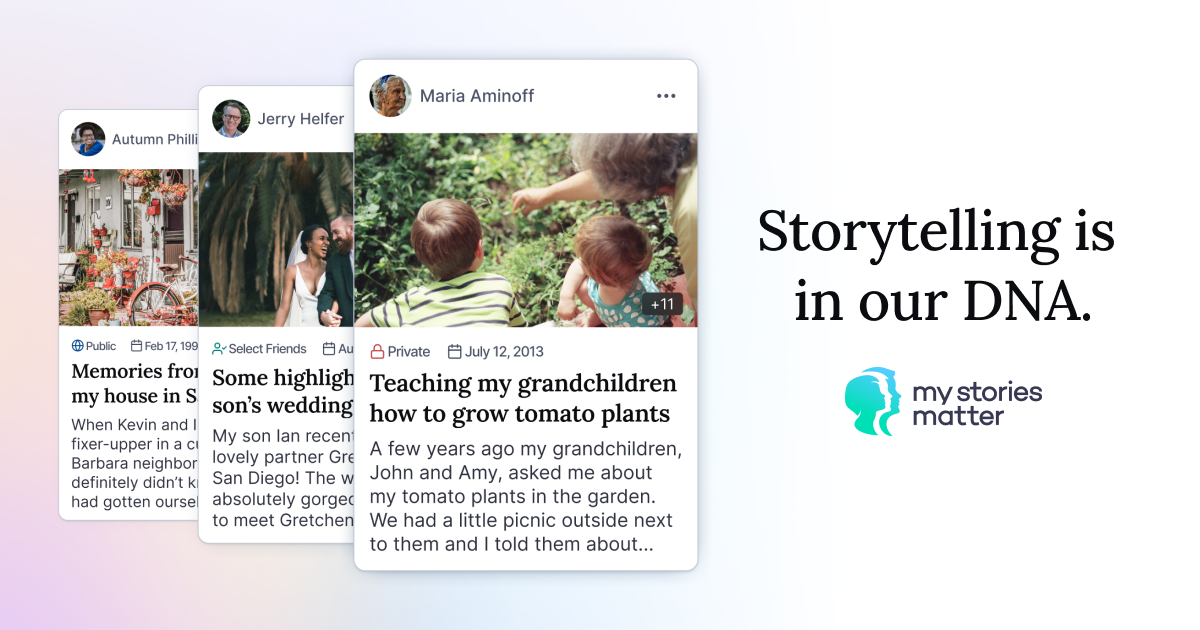 Autumn Philli
Public
Feb 17, 199
Memories fro
my house in S
When Kevin and I
fixer-upper in a cu
Barbara neighbor
definitely didn't k
had gotten oursel
Jerry Helfer
Select Friends
Au
Some highligh
son's wedding
My son Ian recent
lovely partner Gre
San Diego! The w
absolutely gorged
to meet Gretchen
Maria Aminoff
+11
Private
July 12, 2013
Teaching my grandchildren
how to grow tomato plants
A few years ago my grandchildren,
John and Amy, asked me about
my tomato plants in the garden.
We had a little picnic outside next
to them and I told them about...
Storytelling is
in our DNA.
my stories
matter